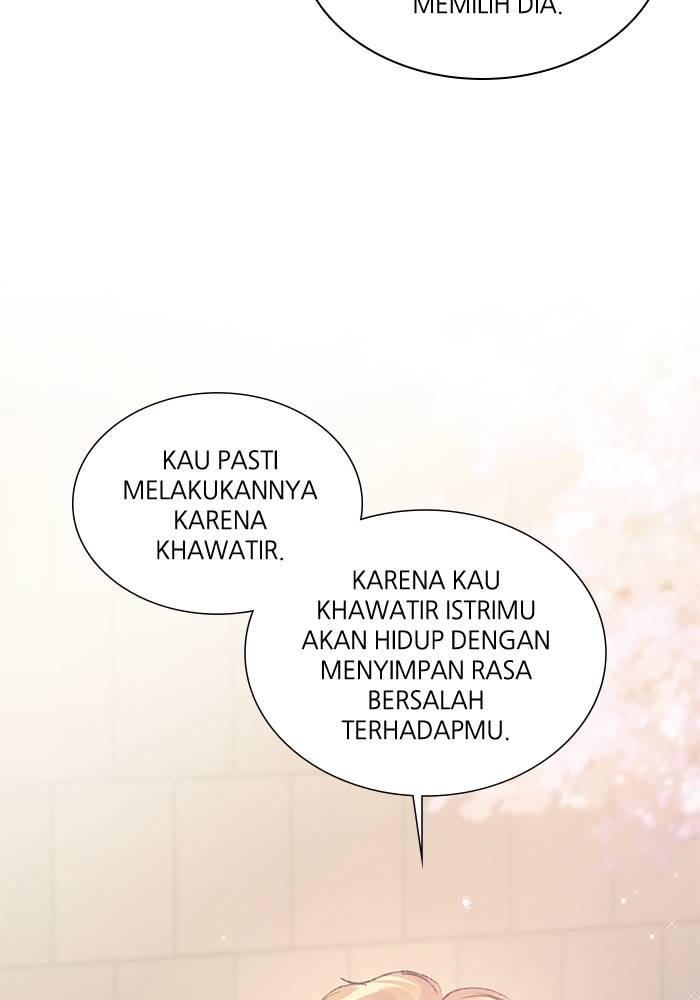 MEMILIH DIA.
KAU PASTI
MELAKUKANNYA
KARENA
KHAWATIR.
KARENA KAU
KHAWATIR ISTRIMU
AKAN HIDUP DENGAN
MENYIMPAN RASA
BERSALAH
TERHADAPMU.